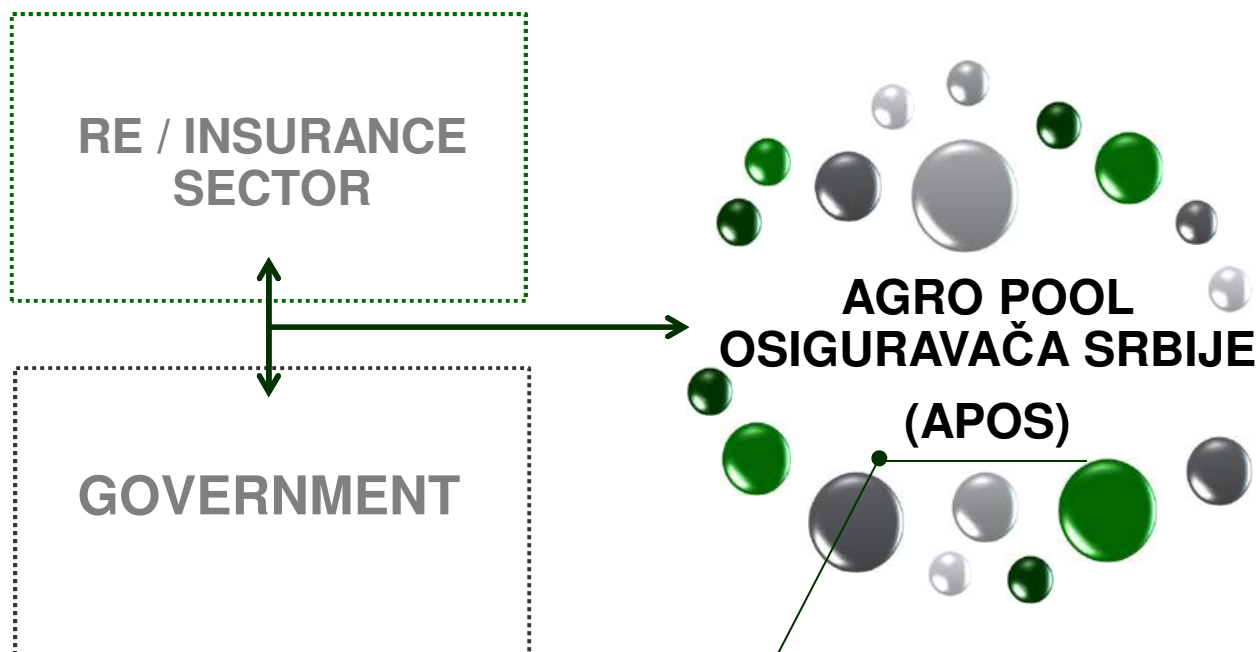 RE / INSURANCE
SECTOR
GOVERNMENT
AGRO POOL
OSIGURAVAČA SRBIJE
(APOS)